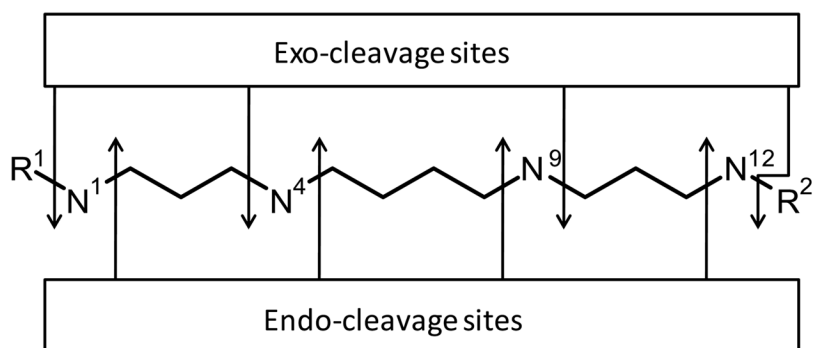 Exo-cleavage sites
R¹ N¹ N⁴ N⁹ N¹² R²
Endo-cleavage sites